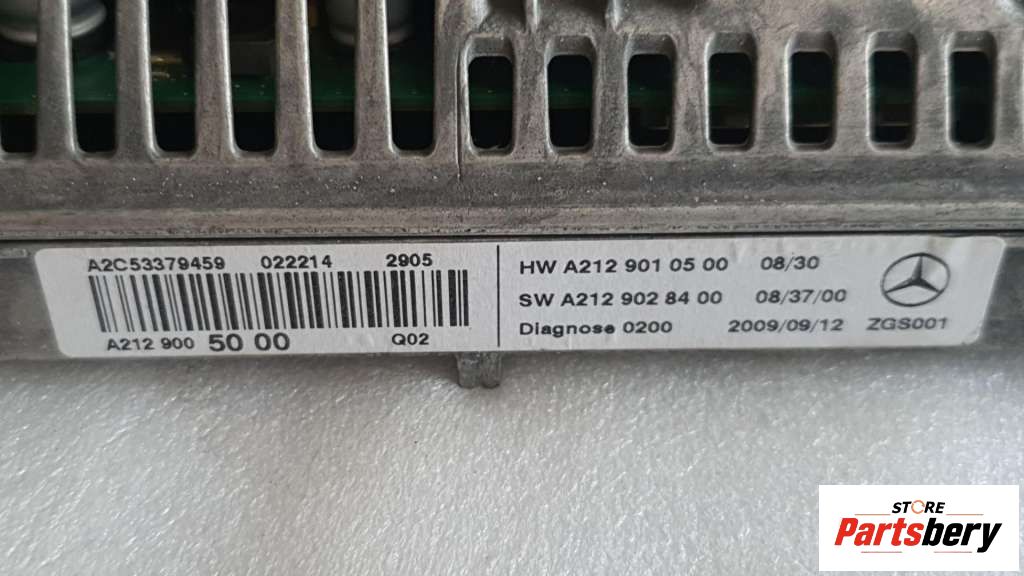 A2C53379459 022214 2905
A212 900 50 00 Q02
HW A212 901 05 00 08/30
SW A212 902 84 00 08/37/00
Diagnose 0200 2009/09/12 ZGS001
STORE
Partsbery